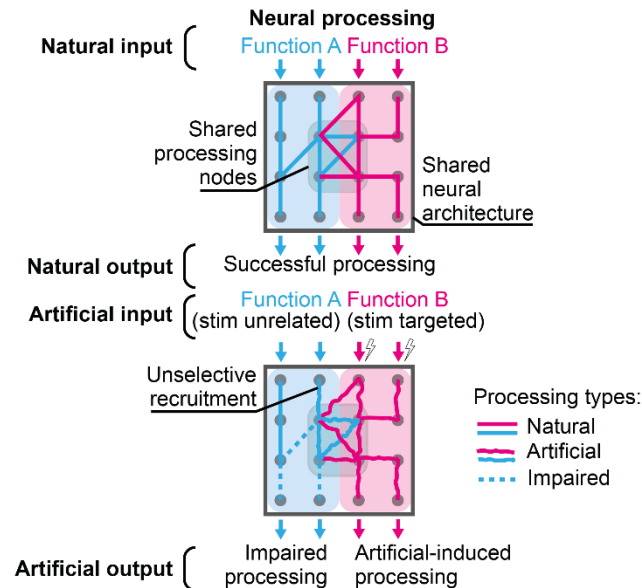 Neural processing
Natural input
Function A Function B
Shared
processing
nodes
Shared
neural
architecture
Natural output
Successful processing
Function A Function B
Artificial input
(stim unrelated) (stim targeted)
Unselective
recruitment
Processing types:
Natural
Artificial
Impaired
Artificial output
Impaired
processing
Artificial-induced
processing